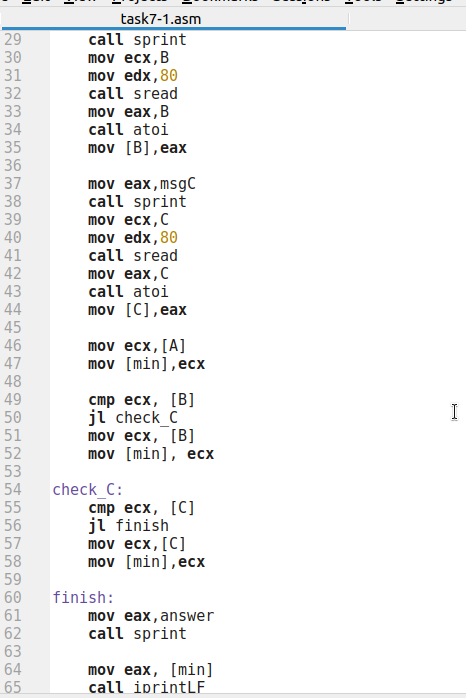 task7-1.asm
29 call sprint
30 mov ecx,B
31 mov edx,80
32 call sread
33 mov eax,B
34 call atoi
35 mov [B],eax
36
37 mov eax,msgC
38 call sprint
39 mov ecx,C
40 mov edx,80
41 call sread
42 mov eax,C
43 call atoi
44 mov [C],eax
45
46 mov ecx,[A]
47 mov [min],ecx
48
49 cmp ecx, [B]
50 jl check_C
51 mov ecx, [B]
52 mov [min], ecx
53
54 check_C:
55 cmp ecx, [C]
56 jl finish
57 mov ecx,[C]
58 mov [min],ecx
59
60 finish:
61 mov eax,answer
62 call sprint
63
64 mov eax, [min]
65 call iprintLF